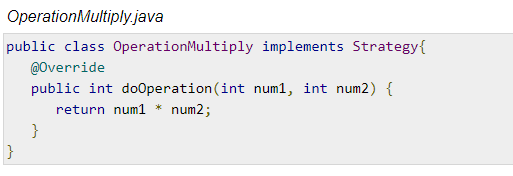 OperationMultiply.java
public class OperationMultiply implements Strategy{
   @Override
   public int doOperation(int num1, int num2) {
      return num1 * num2;
   }
}